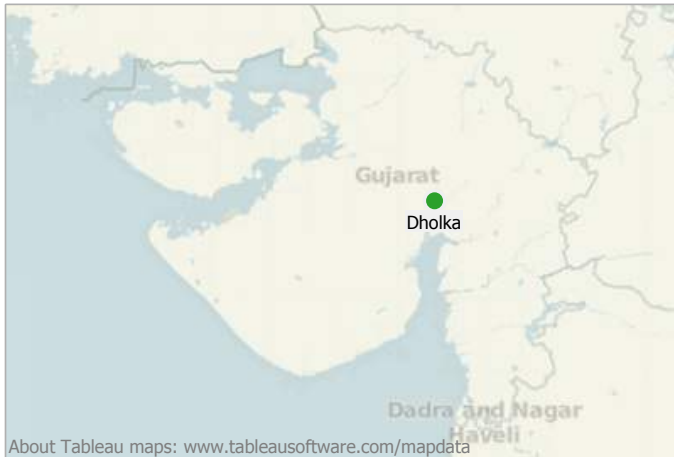 Gujarat
Dholka
Dadra and Nagar
Haveli
About Tableau maps: www.tableausoftware.com/mapdata